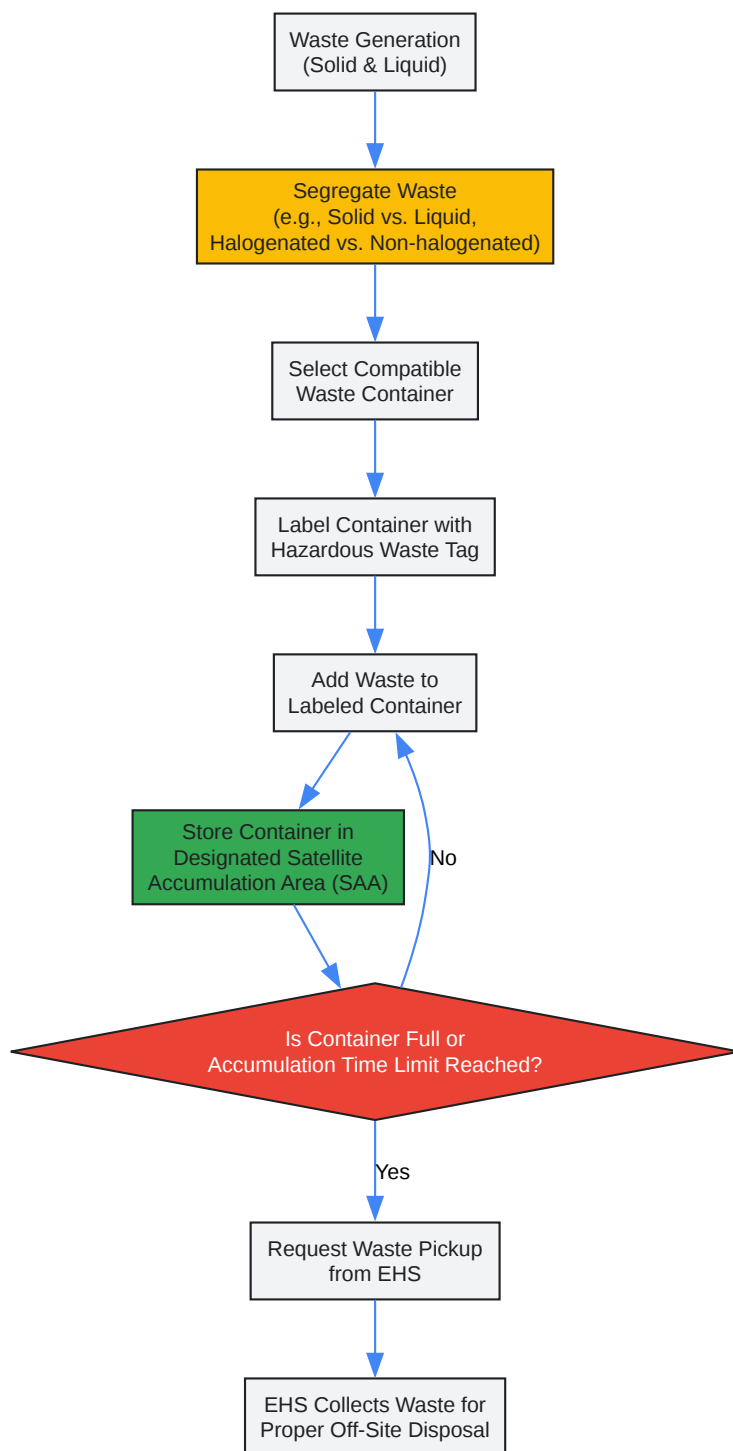 Waste Generation
(Solid & Liquid)
Segregate Waste
(e.g., Solid vs. Liquid,
Halogenated vs. Non-halogenated)
Select Compatible
Waste Container
Label Container with
Hazardous Waste Tag
Add Waste to
Labeled Container
Store Container in
Designated Satellite
Accumulation Area (SAA)
No
Is Container Full or
Accumulation Time Limit Reached?
Yes
Request Waste Pickup
from EHS
EHS Collects Waste for
Proper Off-Site Disposal